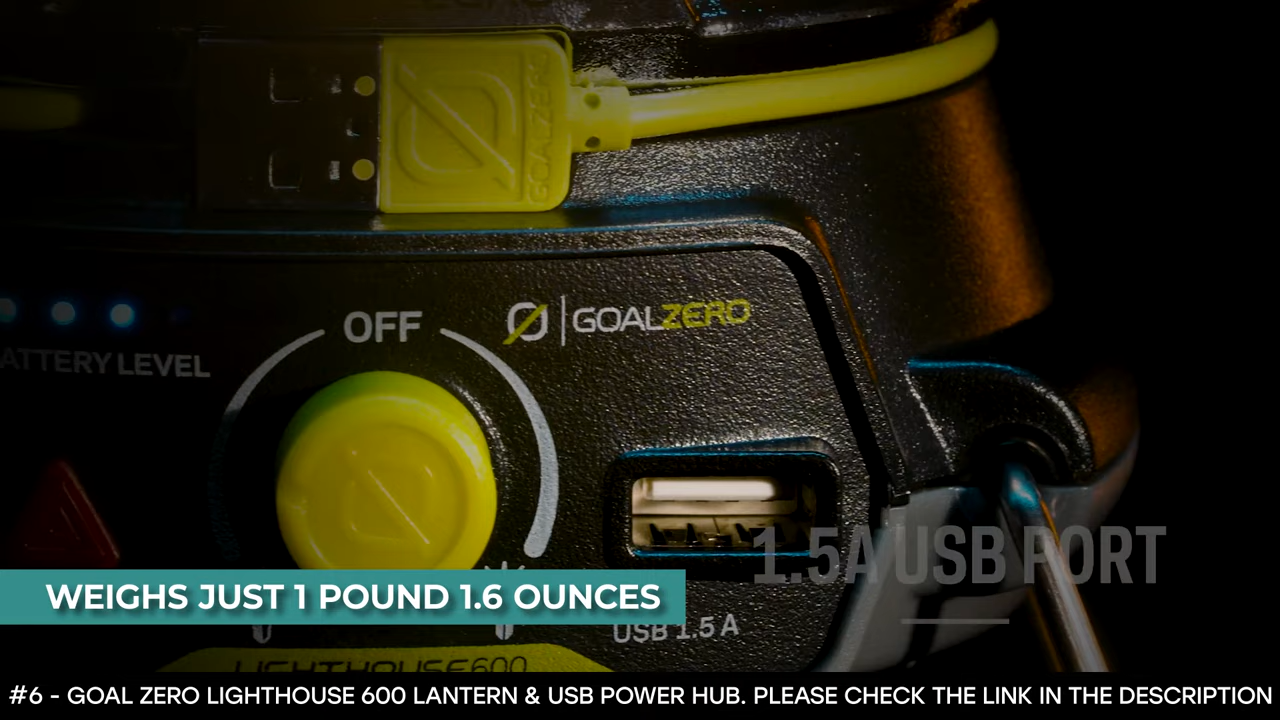 GOALZERO
OFF
GOALZERO
ATTERY LEVEL
1.5A USB PORT
WEIGHS JUST 1 POUND 1.6 OUNCES
USB 1.5 A
LIGHTHOUSE600
#6 - GOAL ZERO LIGHTHOUSE 600 LANTERN & USB POWER HUB. PLEASE CHECK THE LINK IN THE DESCRIPTION